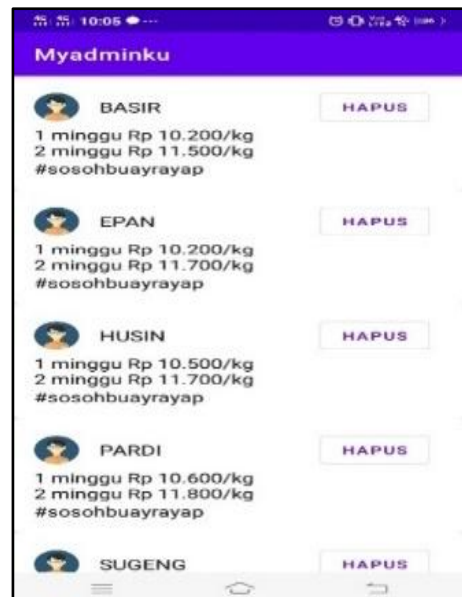 10:05
Myadminku
BASIR HAPUS
1 minggu Rp 10.200/kg
2 minggu Rp 11.500/kg
#sosohbuayrayap
EPAN HAPUS
1 minggu Rp 10.200/kg
2 minggu Rp 11.700/kg
#sosohbuayrayap
HUSIN HAPUS
1 minggu Rp 10.500/kg
2 minggu Rp 11.700/kg
#sosohbuayrayap
PARDI HAPUS
1 minggu Rp 10.600/kg
2 minggu Rp 11.800/kg
#sosohbuayrayap
SUGENG HAPUS